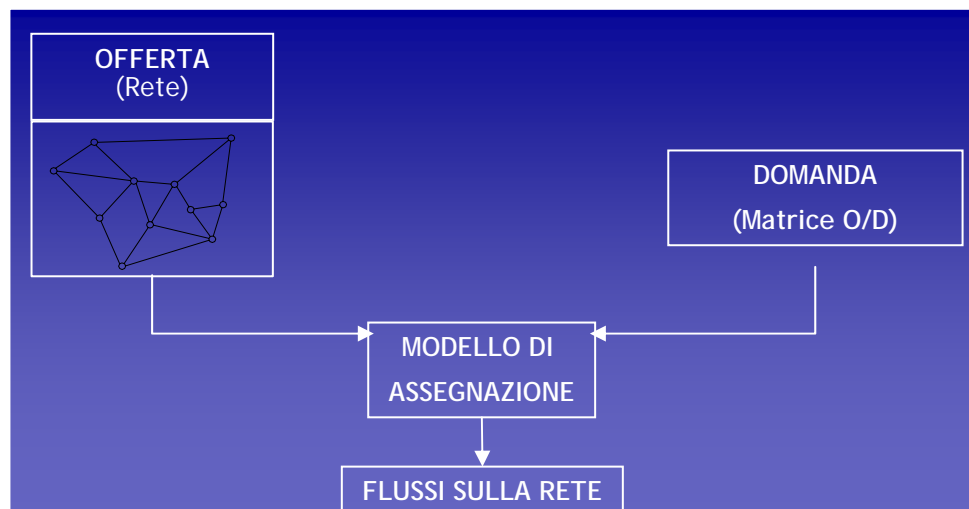 OFFERTA
(Rete)
DOMANDA
(Matrice O/D)
MODELLO DI
ASSEGNAZIONE
FLUSSI SULLA RETE